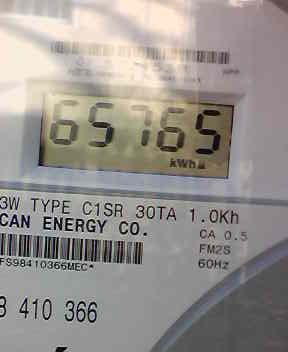 65765
kWh
3W TYPE C1SR 30TA 1.0Kh
CAN ENERGY CO.
CA 0.5
FM2S
FS98410366MEC*
60Hz
8 410 366